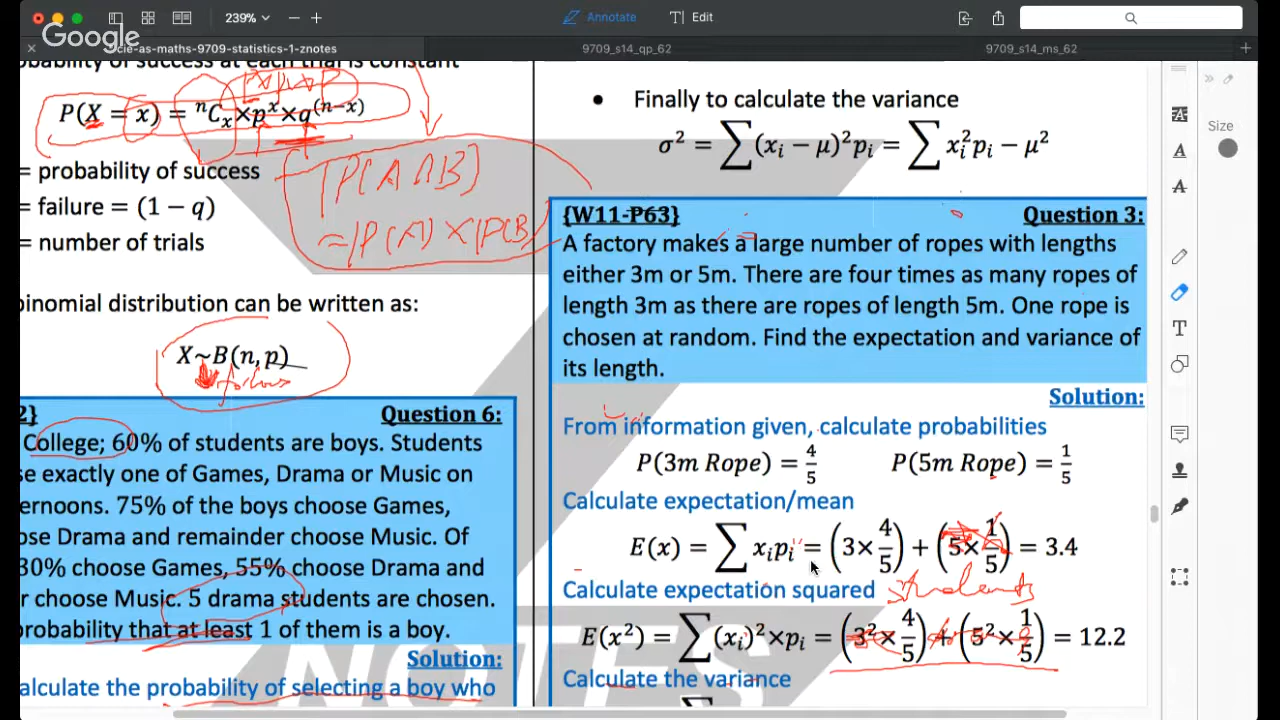 239%
Annotate
Edit
Google
cie-as-maths-9709-statistics-1-znotes
9709_s14_qp_62
9709_s14_ms_62
Size
of success at each trial is constant
P(X = x) = ⁿCₓ×pˣ×q⁽ⁿ⁻ˣ⁾
P(A∩B)
= P(A) × P(B)
= probability of success
= failure = (1 − q)
= number of trials
binomial distribution can be written as:
X~B(n, p)
follows
2} Question 6:
College; 60% of students are boys. Students
se exactly one of Games, Drama or Music on
ernoons. 75% of the boys choose Games,
ose Drama and remainder choose Music. Of
30% choose Games, 55% choose Drama and
r choose Music. 5 drama students are chosen.
probability that at least 1 of them is a boy.
Solution:
alculate the probability of selecting a boy who
• Finally to calculate the variance
σ² = ∑(xᵢ − μ)²pᵢ = ∑ xᵢ²pᵢ − μ²
{W11-P63} Question 3:
A factory makes a large number of ropes with lengths
either 3m or 5m. There are four times as many ropes of
length 3m as there are ropes of length 5m. One rope is
chosen at random. Find the expectation and variance of
its length.
Solution:
From information given, calculate probabilities
P(3m Rope) = 4/5 P(5m Rope) = 1/5
Calculate expectation/mean
E(x) = ∑ xᵢpᵢ = (3×4/5) + (5×1/5) = 3.4
Calculate expectation squared students
E(x²) = ∑(xᵢ)²×pᵢ = (3²×4/5) + (5²×1/5) = 12.2
Calculate the variance
NOTES